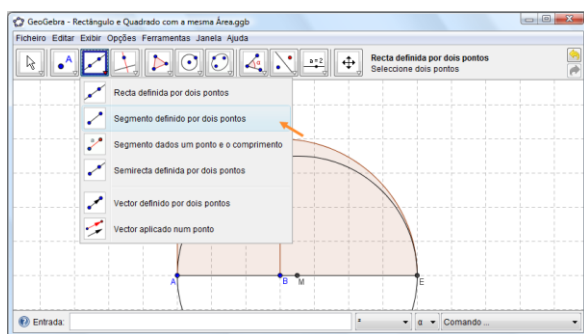 GeoGebra - Rectângulo e Quadrado com a mesma Área.ggb
Ficheiro Editar Exibir Opções Ferramentas Janela Ajuda
A
a=2
Recta definida por dois pontos
Seleccione dois pontos
Recta definida por dois pontos
Segmento definido por dois pontos
Segmento dados um ponto e o comprimento
Semirecta definida por dois pontos
Vector definido por dois pontos
Vector aplicado num ponto
A B M E
Entrada: ² α Comando ...